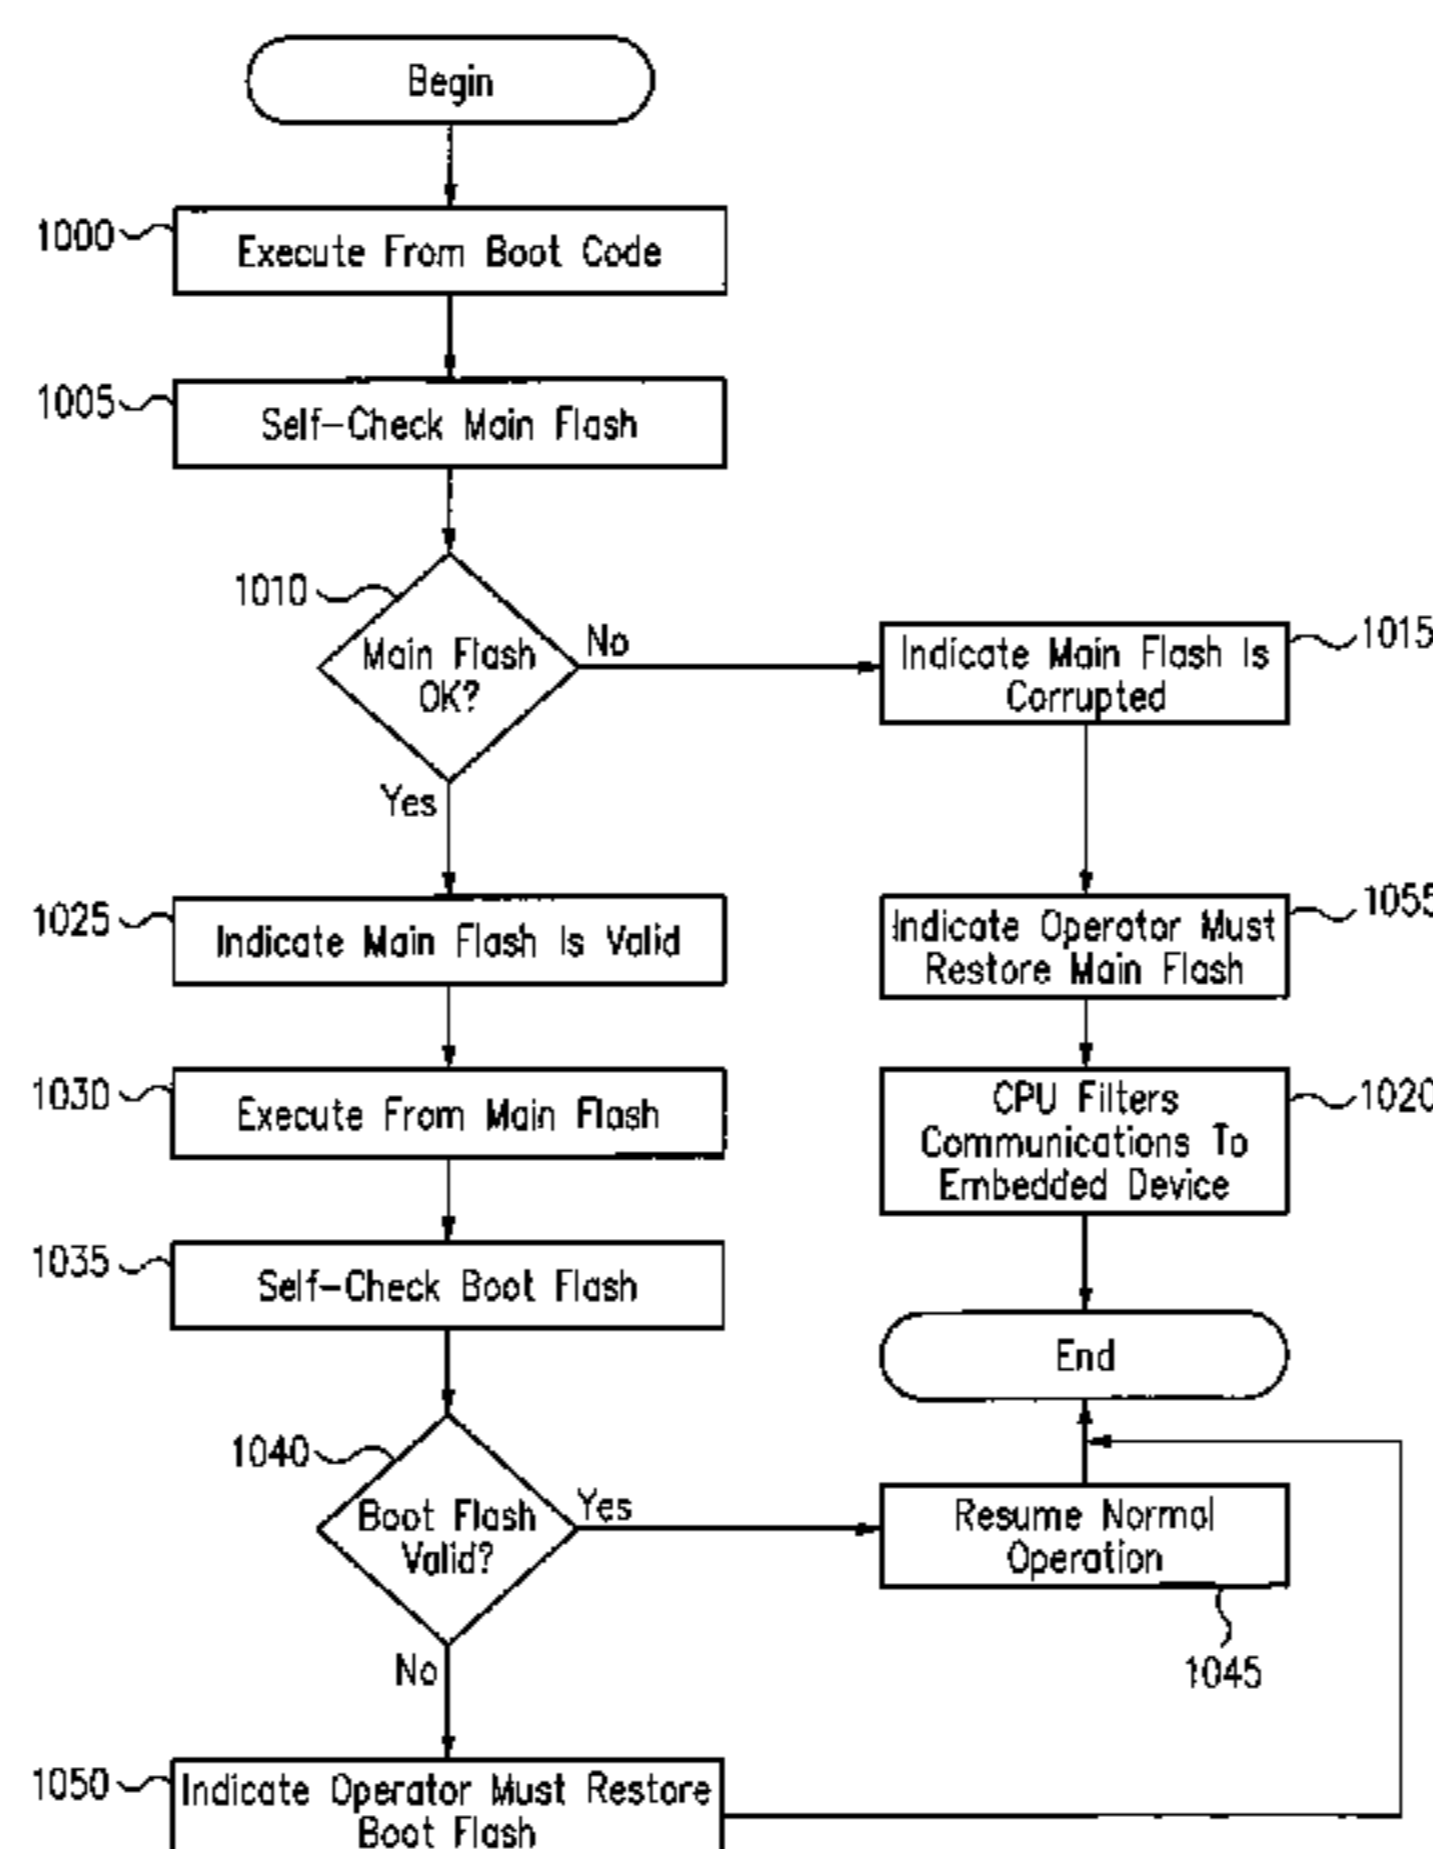 Begin
1000
Execute From Boot Code
1005
Self-Check Main Flash
1010
Main Flash
OK?
No
Indicate Main Flash Is
Corrupted
1015
Yes
1025
Indicate Main Flash Is Valid
Indicate Operator Must
Restore Main Flash
1055
1030
Execute From Main Flash
CPU Filters
Communications To
Embedded Device
1020
1035
Self-Check Boot Flash
End
1040
Boot Flash
Valid?
Yes
Resume Normal
Operation
1045
No
1050
Indicate Operator Must Restore
Boot Flash